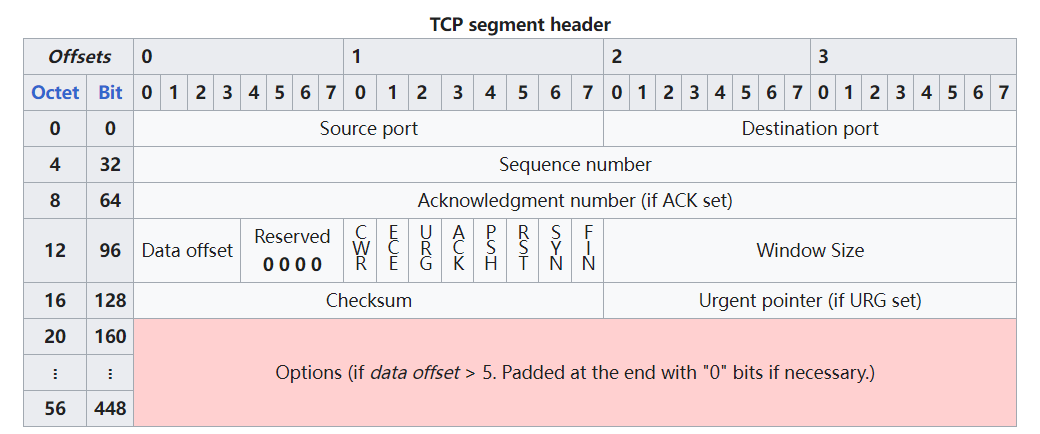 TCP segment header
Offsets 0 1 2 3
Octet Bit 0 1 2 3 4 5 6 7 0 1 2 3 4 5 6 7 0 1 2 3 4 5 6 7 0 1 2 3 4 5 6 7
0 0 Source port Destination port
4 32 Sequence number
8 64 Acknowledgment number (if ACK set)
12 96 Data offset Reserved 0 0 0 0 CWR ECE URG ACK PSH RST SYN FIN Window Size
16 128 Checksum Urgent pointer (if URG set)
20 160
⋮ ⋮ Options (if data offset > 5. Padded at the end with "0" bits if necessary.)
56 448